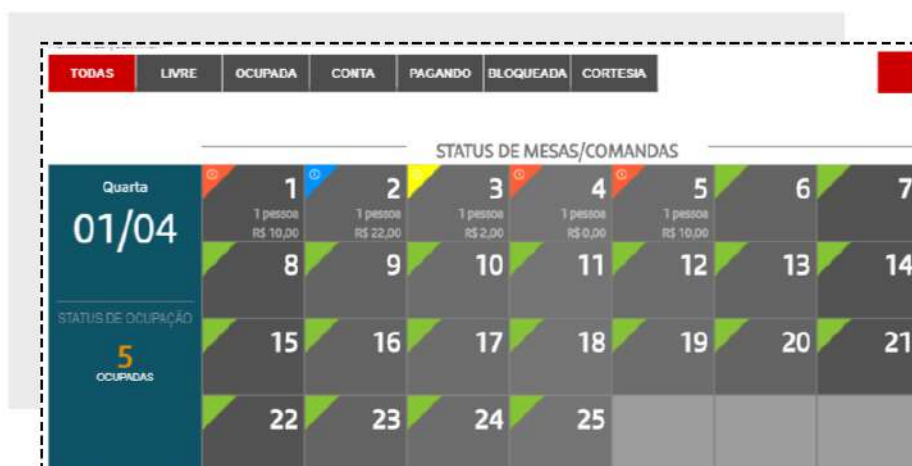 TODAS LIVRE OCUPADA CONTA PAGANDO BLOQUEADA CORTESIA
STATUS DE MESAS/COMANDAS
Quarta
01/04
STATUS DE OCUPAÇÃO
5
OCUPADAS
1 2 3 4 5 6 7
1 pessoa 1 pessoa 1 pessoa 1 pessoa 1 pessoa
R$ 10,00 R$ 22,00 R$ 2,00 R$ 0,00 R$ 10,00
8 9 10 11 12 13 14
15 16 17 18 19 20 21
22 23 24 25